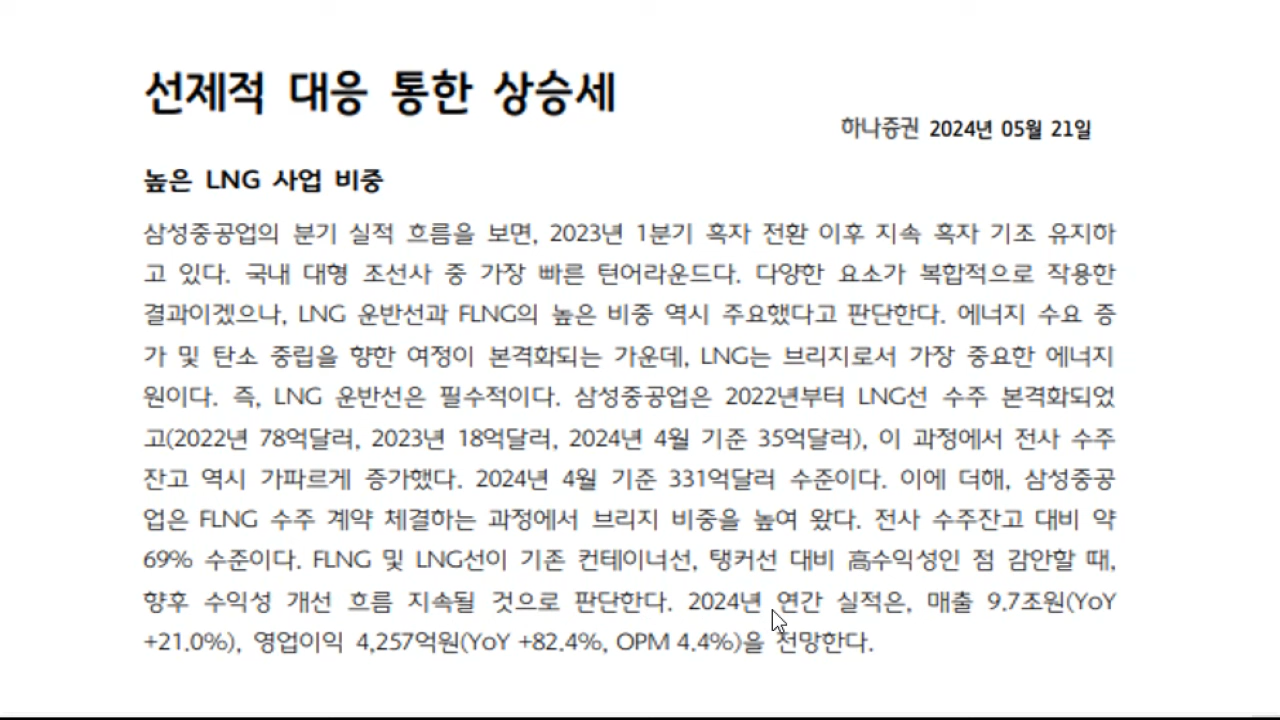 선제적 대응 통한 상승세
하나증권 2024년 05월 21일
높은 LNG 사업 비중
삼성중공업의 분기 실적 흐름을 보면, 2023년 1분기 흑자 전환 이후 지속 흑자 기조 유지하
고 있다. 국내 대형 조선사 중 가장 빠른 턴어라운드다. 다양한 요소가 복합적으로 작용한
결과이겠으나, LNG 운반선과 FLNG의 높은 비중 역시 주요했다고 판단한다. 에너지 수요 증
가 및 탄소 중립을 향한 여정이 본격화되는 가운데, LNG는 브리지로서 가장 중요한 에너지
원이다. 즉, LNG 운반선은 필수적이다. 삼성중공업은 2022년부터 LNG선 수주 본격화되었
고(2022년 78억달러, 2023년 18억달러, 2024년 4월 기준 35억달러), 이 과정에서 전사 수주
잔고 역시 가파르게 증가했다. 2024년 4월 기준 331억달러 수준이다. 이에 더해, 삼성중공
업은 FLNG 수주 계약 체결하는 과정에서 브리지 비중을 높여 왔다. 전사 수주잔고 대비 약
69% 수준이다. FLNG 및 LNG선이 기존 컨테이너선, 탱커선 대비 高수익성인 점 감안할 때,
향후 수익성 개선 흐름 지속될 것으로 판단한다. 2024년 연간 실적은, 매출 9.7조원(YoY
+21.0%), 영업이익 4,257억원(YoY +82.4%, OPM 4.4%)을 전망한다.